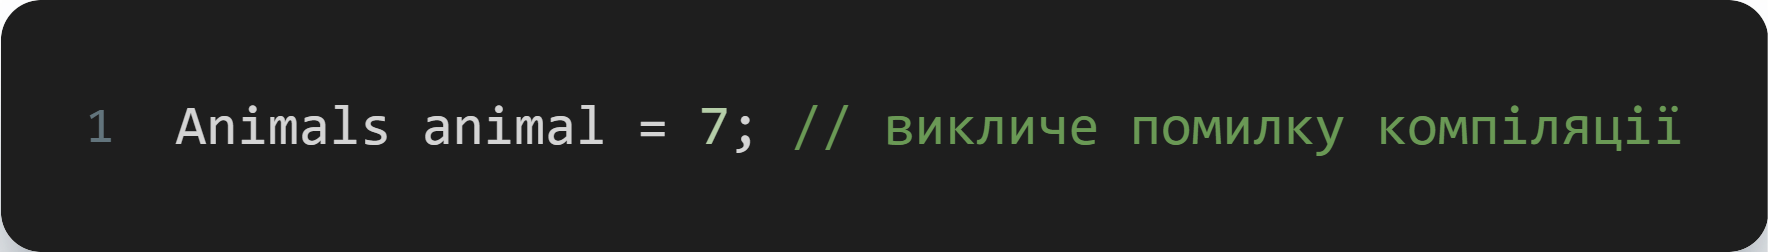 1 Animals animal = 7; // викличе помилку компіляції